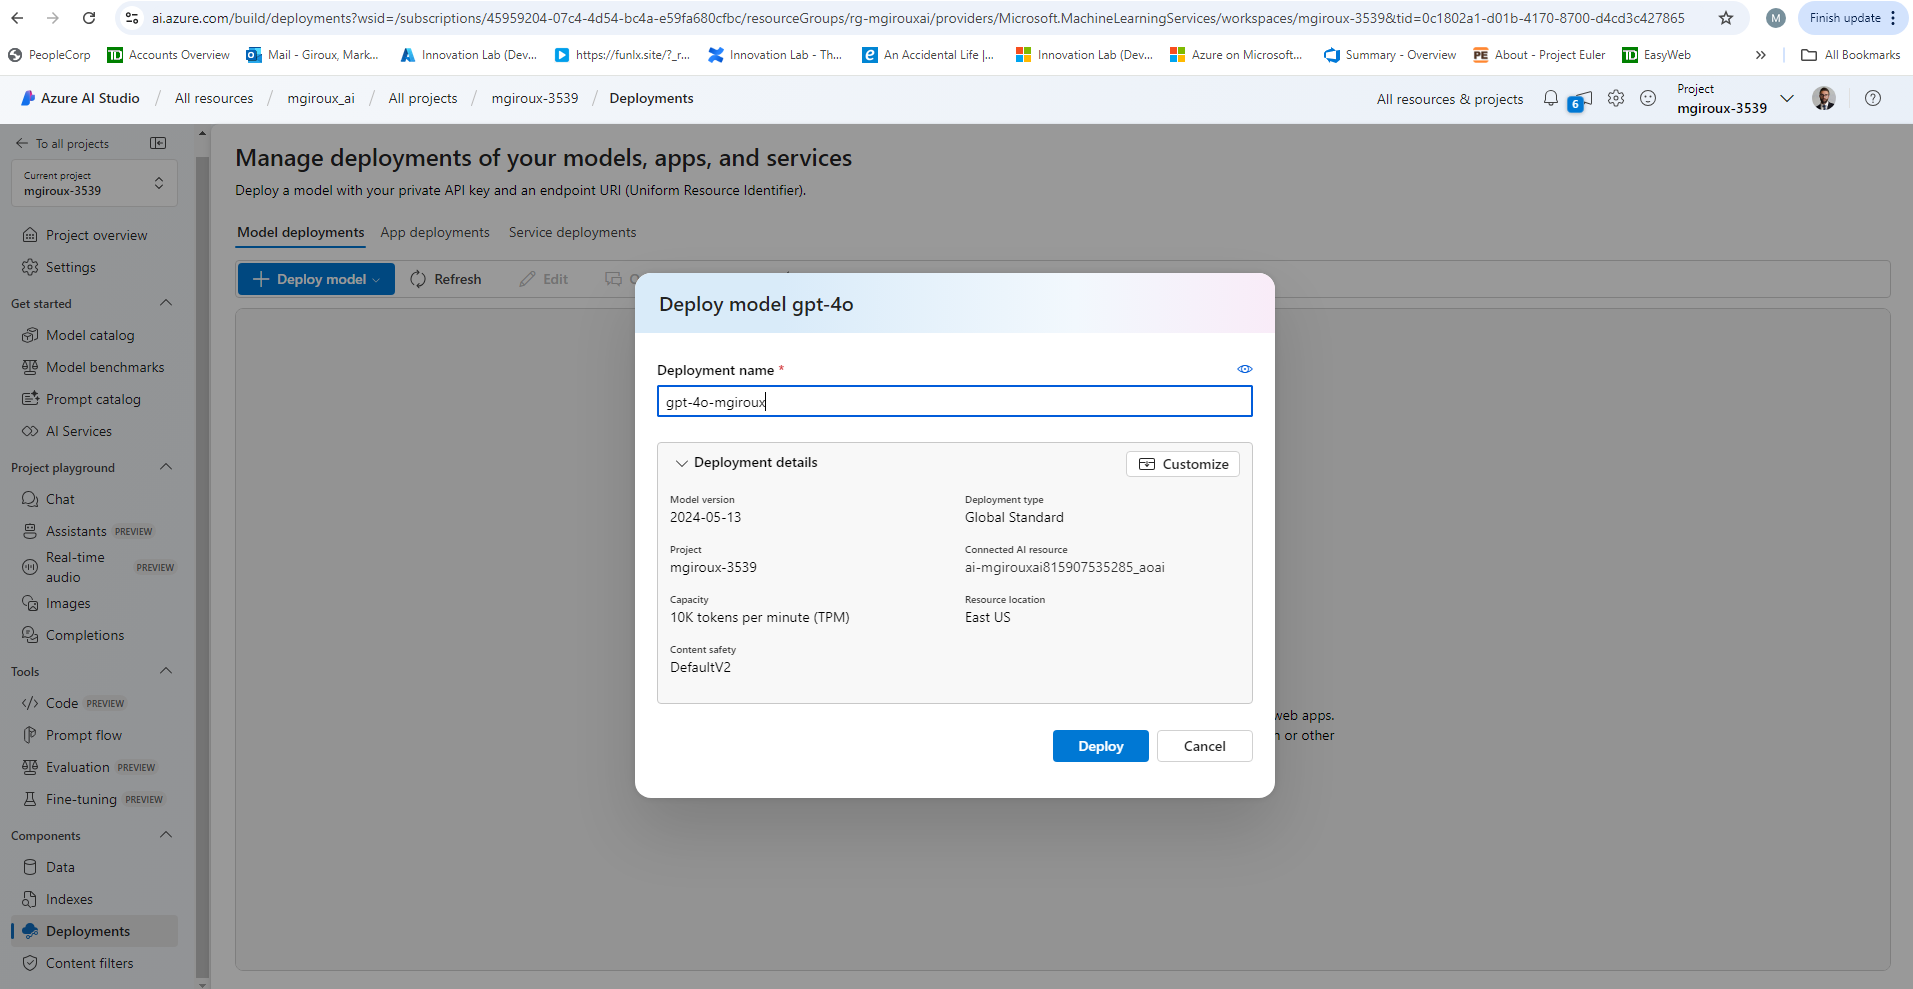 ai.azure.com/build/deployments?wsid=/subscriptions/45959204-07c4-4d54-bc4a-e59fa680cfbc/resourceGroups/rg-mgirouxai/providers/Microsoft.MachineLearningServices/workspaces/mgiroux-3539&tid=0c1802a1-d01b-4170-8700-d4cd3c427865
M
Finish update
PeopleCorp
TD Accounts Overview
Mail - Giroux, Mark...
Innovation Lab (Dev...
https://funlx.site/?_r...
Innovation Lab - Th...
An Accidental Life |...
Innovation Lab (Dev...
Azure on Microsoft...
Summary - Overview
PE About - Project Euler
TD EasyWeb
All Bookmarks
Azure AI Studio / All resources / mgiroux_ai / All projects / mgiroux-3539 / Deployments
All resources & projects
6
Project
mgiroux-3539
To all projects
Current project
mgiroux-3539
Project overview
Settings
Get started
Model catalog
Model benchmarks
Prompt catalog
AI Services
Project playground
Chat
Assistants PREVIEW
Real-time audio PREVIEW
Images
Completions
Tools
Code PREVIEW
Prompt flow
Evaluation PREVIEW
Fine-tuning PREVIEW
Components
Data
Indexes
Deployments
Content filters
Manage deployments of your models, apps, and services
Deploy a model with your private API key and an endpoint URI (Uniform Resource Identifier).
Model deployments
App deployments
Service deployments
Deploy model
Refresh
Edit
web apps.
or other
Deploy model gpt-4o
Deployment name *
gpt-4o-mgiroux
Deployment details
Customize
Model version
2024-05-13
Deployment type
Global Standard
Project
mgiroux-3539
Connected AI resource
ai-mgirouxai815907535285_aoai
Capacity
10K tokens per minute (TPM)
Resource location
East US
Content safety
DefaultV2
Deploy
Cancel